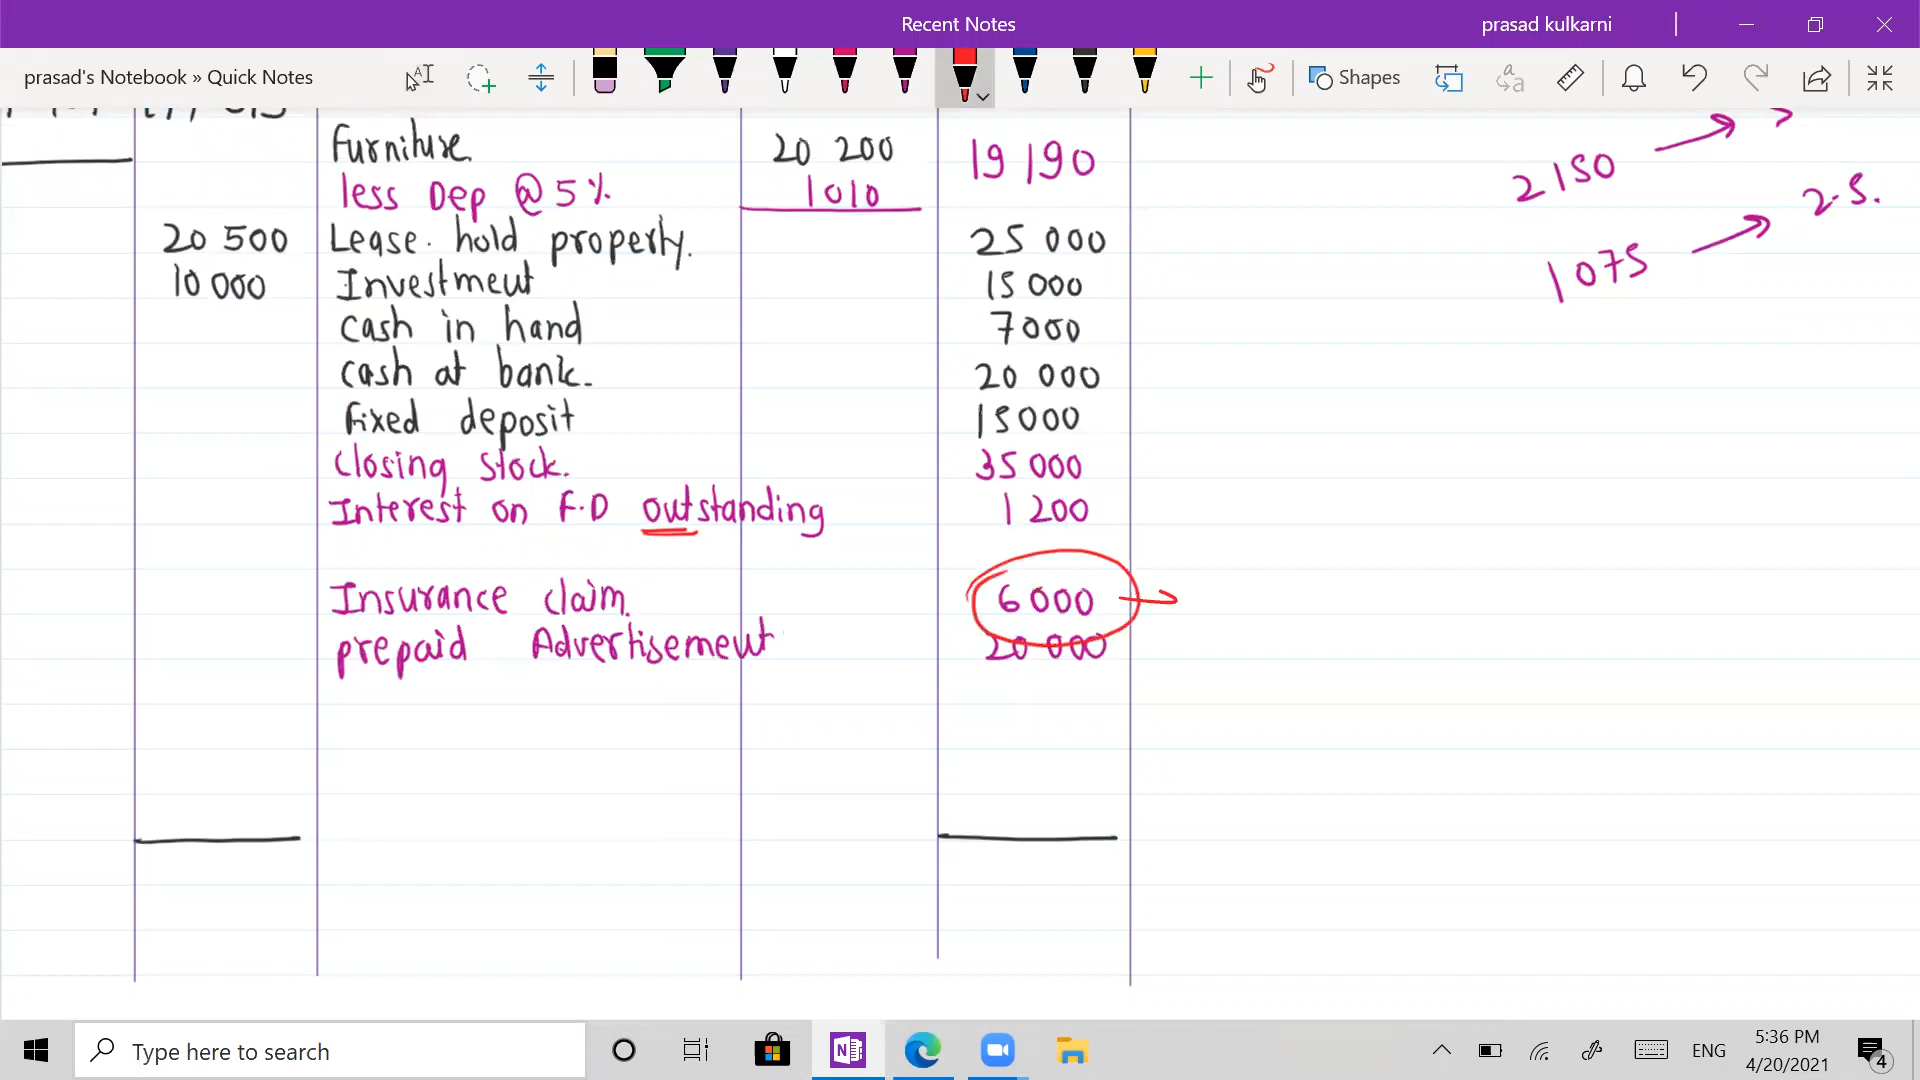 Recent Notes
prasad kulkarni
prasad's Notebook » Quick Notes
Shapes
Furniture 20 200 19 190
less Dep @ 5 % 1010
20 500 Lease hold property. 25 000
10 000 Investment 15 000
cash in hand 7000
cash at bank. 20 000
Fixed deposit 15000
closing stock. 35 000
Interest on F.D outstanding 1 200
Insurance claim. 6 000
prepaid Advertisement 20 000
2150
1075 2.5.
Type here to search
ENG
5:36 PM
4/20/2021
4